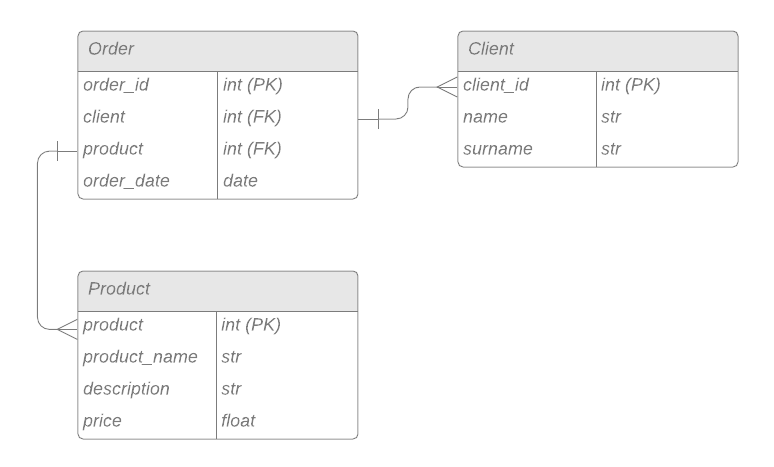 Order
order_id int (PK)
client int (FK)
product int (FK)
order_date date
Client
client_id int (PK)
name str
surname str
Product
product int (PK)
product_name str
description str
price float